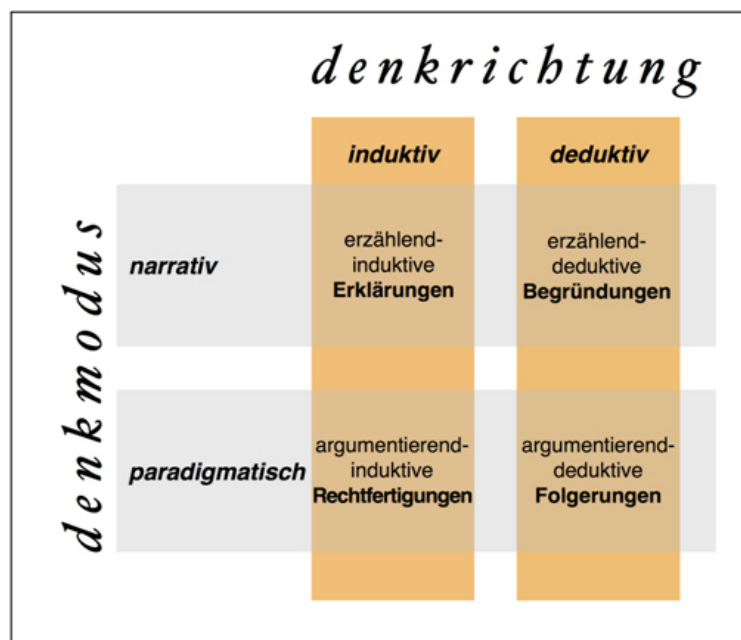 denkrichtung
induktiv
deduktiv
denkmodus
narrativ
erzählend-
induktive
Erklärungen
erzählend-
deduktive
Begründungen
paradigmatisch
argumentierend-
induktive
Rechtfertigungen
argumentierend-
deduktive
Folgerungen